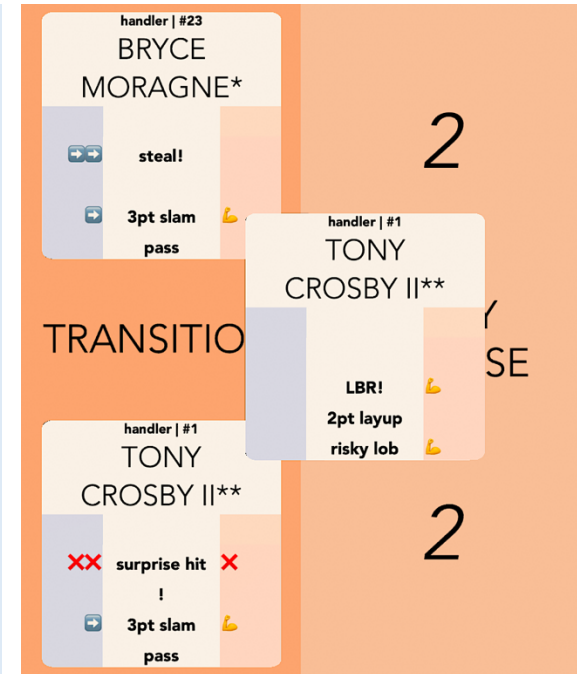 handler | #23
BRYCE
MORAGNE*
➡️➡️ steal!
➡️ 3pt slam 💪
pass
2
handler | #1
TONY
CROSBY II**
LBR! 💪
2pt layup
risky lob 💪
TRANSITIO
Y
SE
handler | #1
TONY
CROSBY II**
❌❌ surprise hit ❌
!
➡️ 3pt slam 💪
pass
2